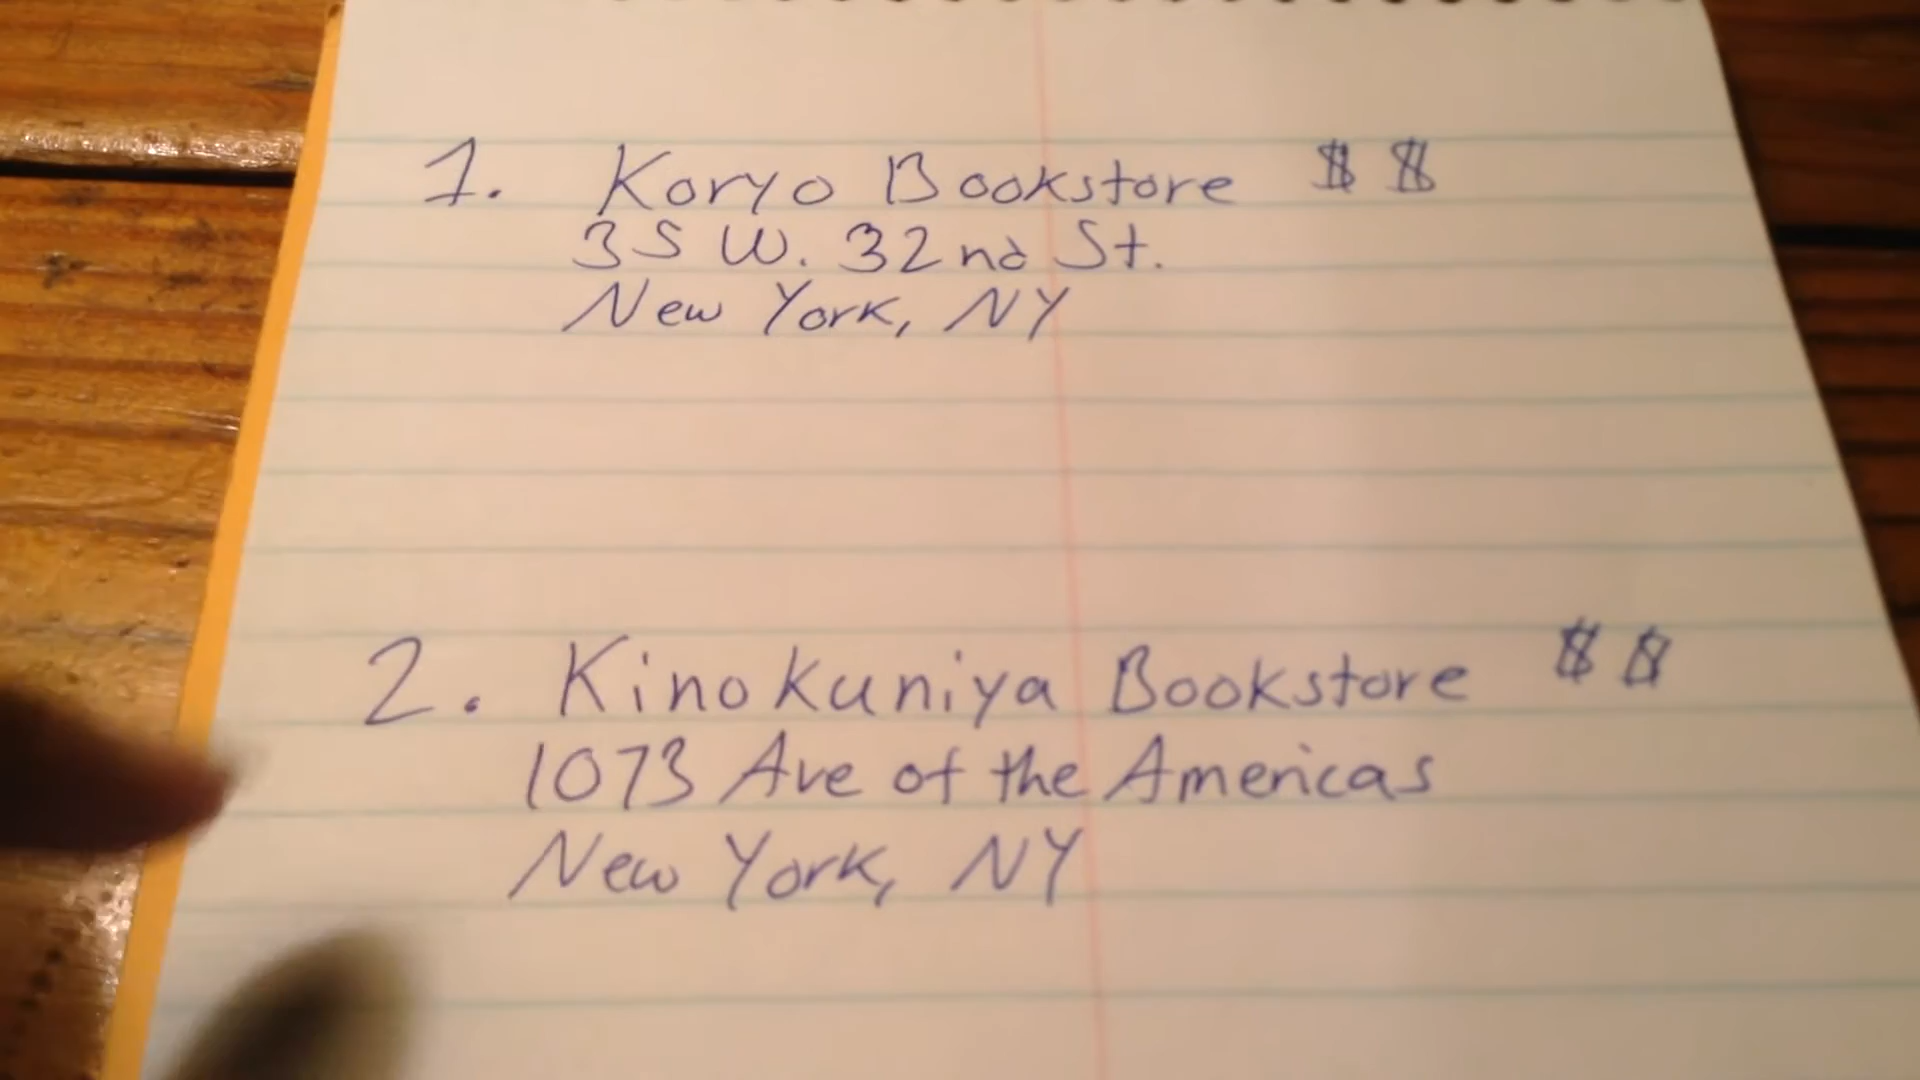 1. Koryo Bookstore $ $
35 W. 32nd St.
New York, NY
2. Kinokuniya Bookstore $ $
1073 Ave of the Americas
New York, NY